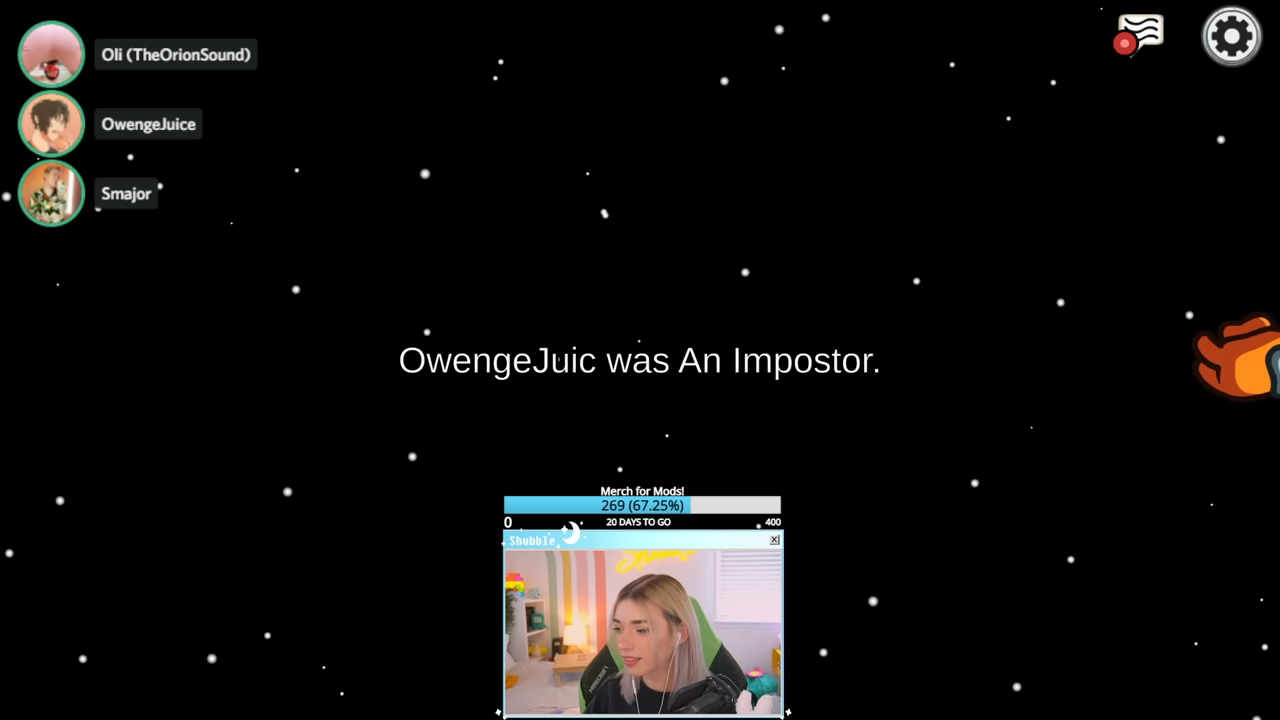 Oli (TheOrionSound)
OwengeJuice
Smajor
OwengeJuic was An Impostor.
Merch for Mods!
269 (67.25%)
0 20 DAYS TO GO 400
Shubble